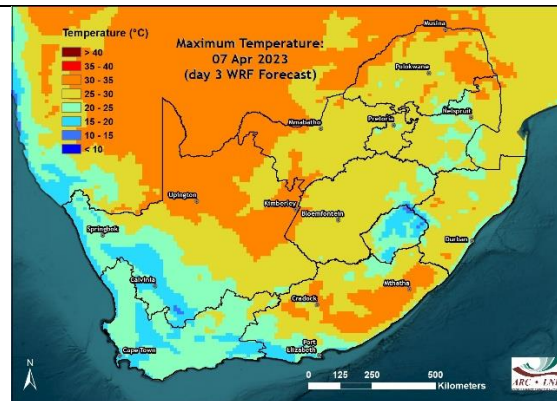 Temperature (°C)
> 40
35 - 40
30 - 35
25 - 30
20 - 25
15 - 20
10 - 15
< 10
Maximum Temperature:
07 Apr 2023
(day 3 WRF Forecast)
Musina
Polokwane
Nelspruit
Pretoria
Mmabatho
Upington
Kimberley
Bloemfontein
Springbok
Durban
Calvinia
Mthatha
Cradock
Cape Town
Port
Elizabeth
N
0 125 250 500
Kilometers
ARC • LNR